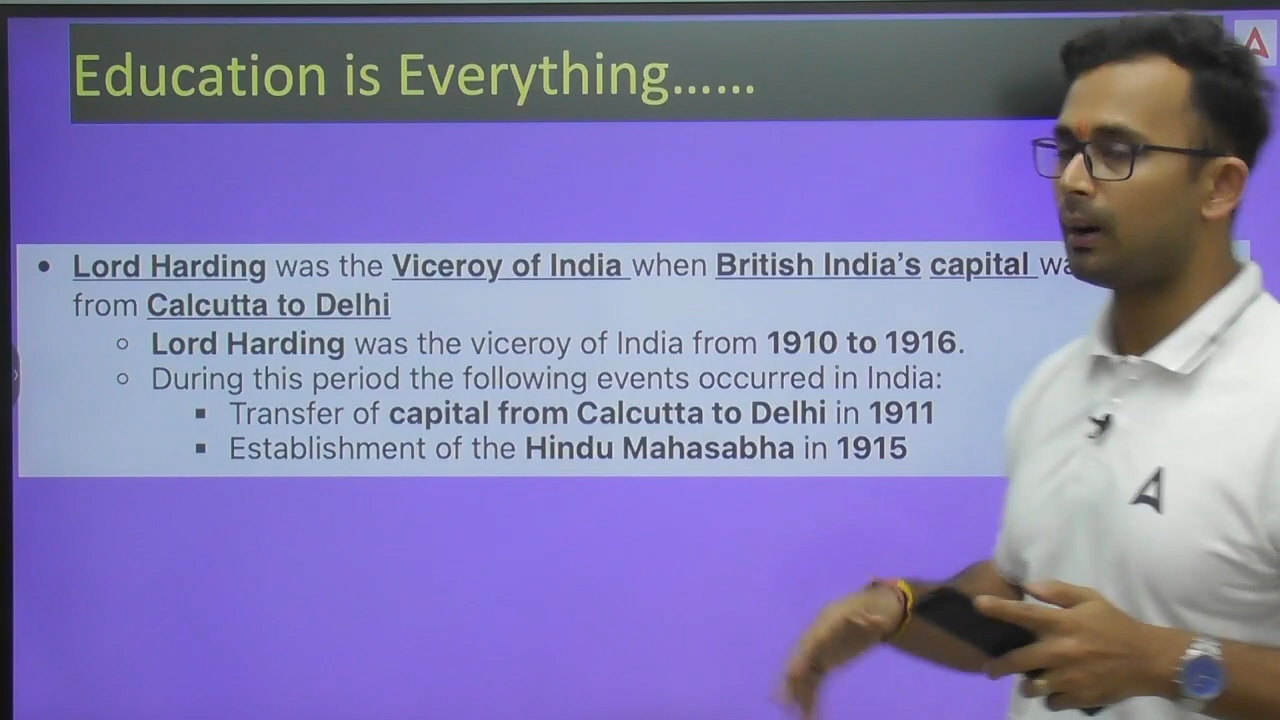 Education is Everything......
• Lord Harding was the Viceroy of India when British India's capital
from Calcutta to Delhi
○ Lord Harding was the viceroy of India from 1910 to 1916.
○ During this period the following events occurred in India:
▪ Transfer of capital from Calcutta to Delhi in 1911
▪ Establishment of the Hindu Mahasabha in 1915